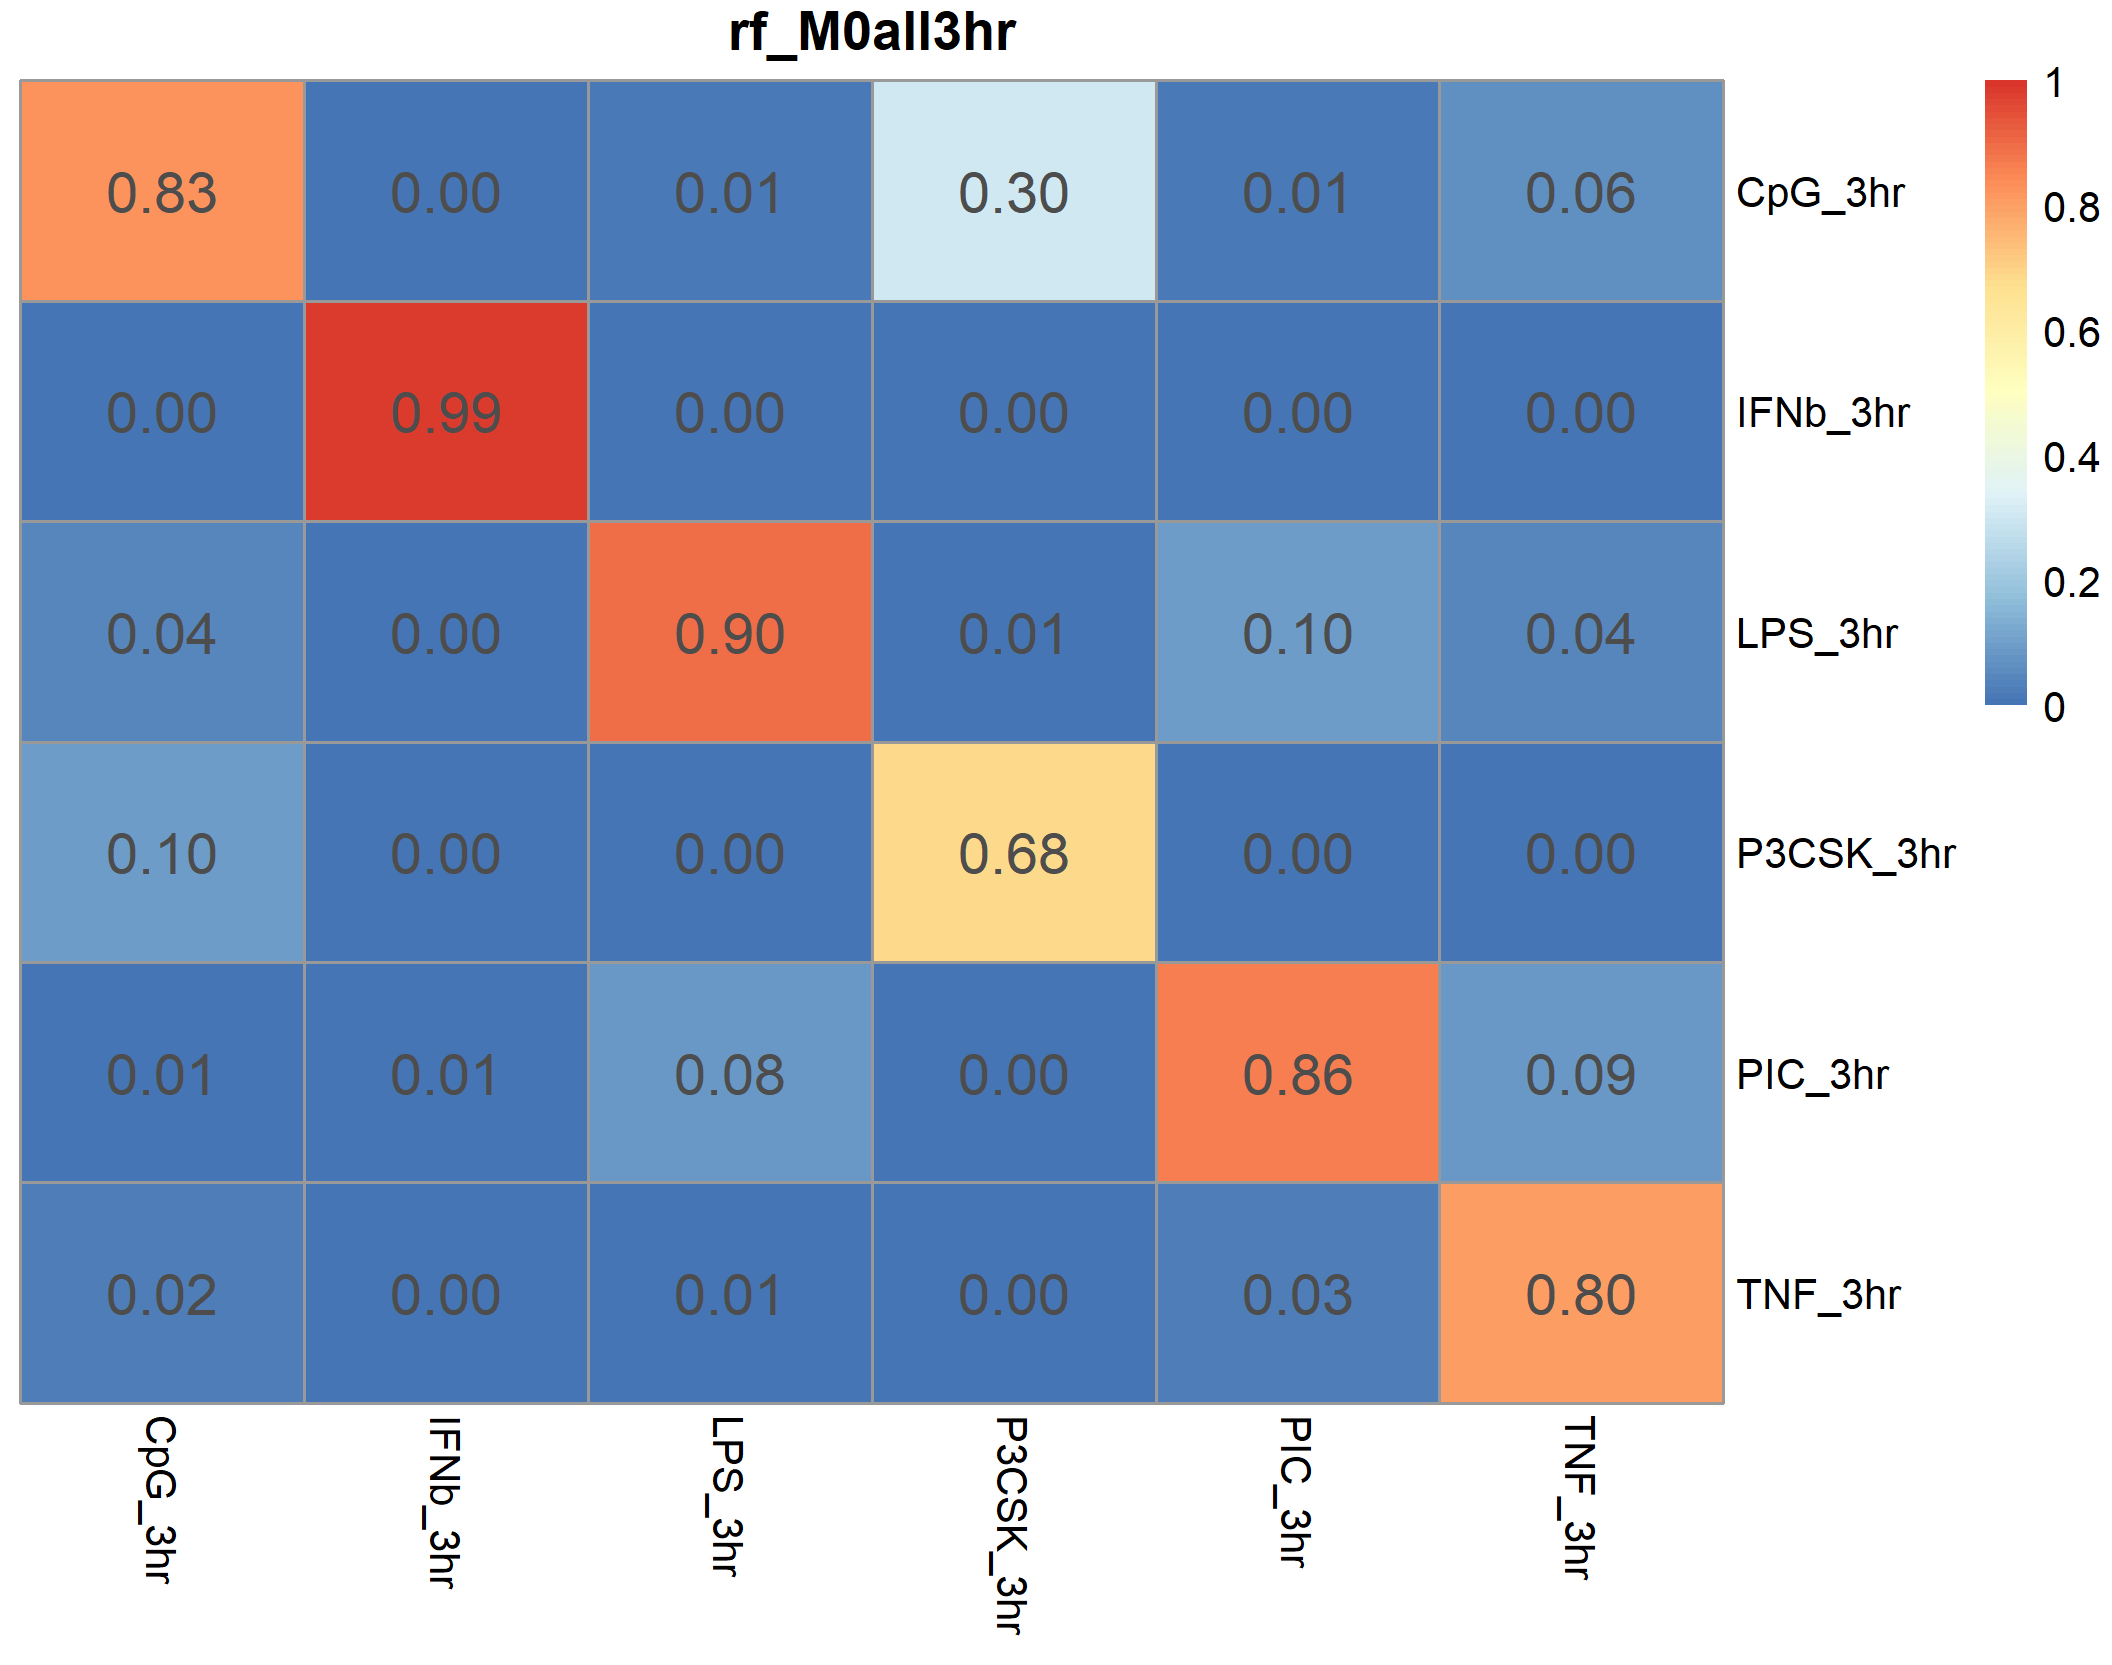 rf_M0all3hr
0.83 0.00 0.01 0.30 0.01 0.06 CpG_3hr
0.00 0.99 0.00 0.00 0.00 0.00 IFNb_3hr
0.04 0.00 0.90 0.01 0.10 0.04 LPS_3hr
0.10 0.00 0.00 0.68 0.00 0.00 P3CSK_3hr
0.01 0.01 0.08 0.00 0.86 0.09 PIC_3hr
0.02 0.00 0.01 0.00 0.03 0.80 TNF_3hr
CpG_3hr IFNb_3hr LPS_3hr P3CSK_3hr PIC_3hr TNF_3hr
1
0.8
0.6
0.4
0.2
0